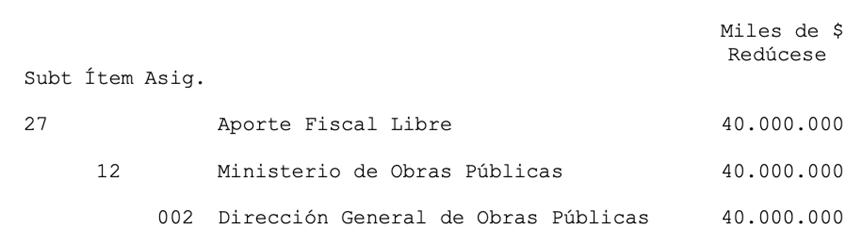 Miles de $
Redúcese
Subt Ítem Asig.
27 Aporte Fiscal Libre 40.000.000
12 Ministerio de Obras Públicas 40.000.000
002 Dirección General de Obras Públicas 40.000.000